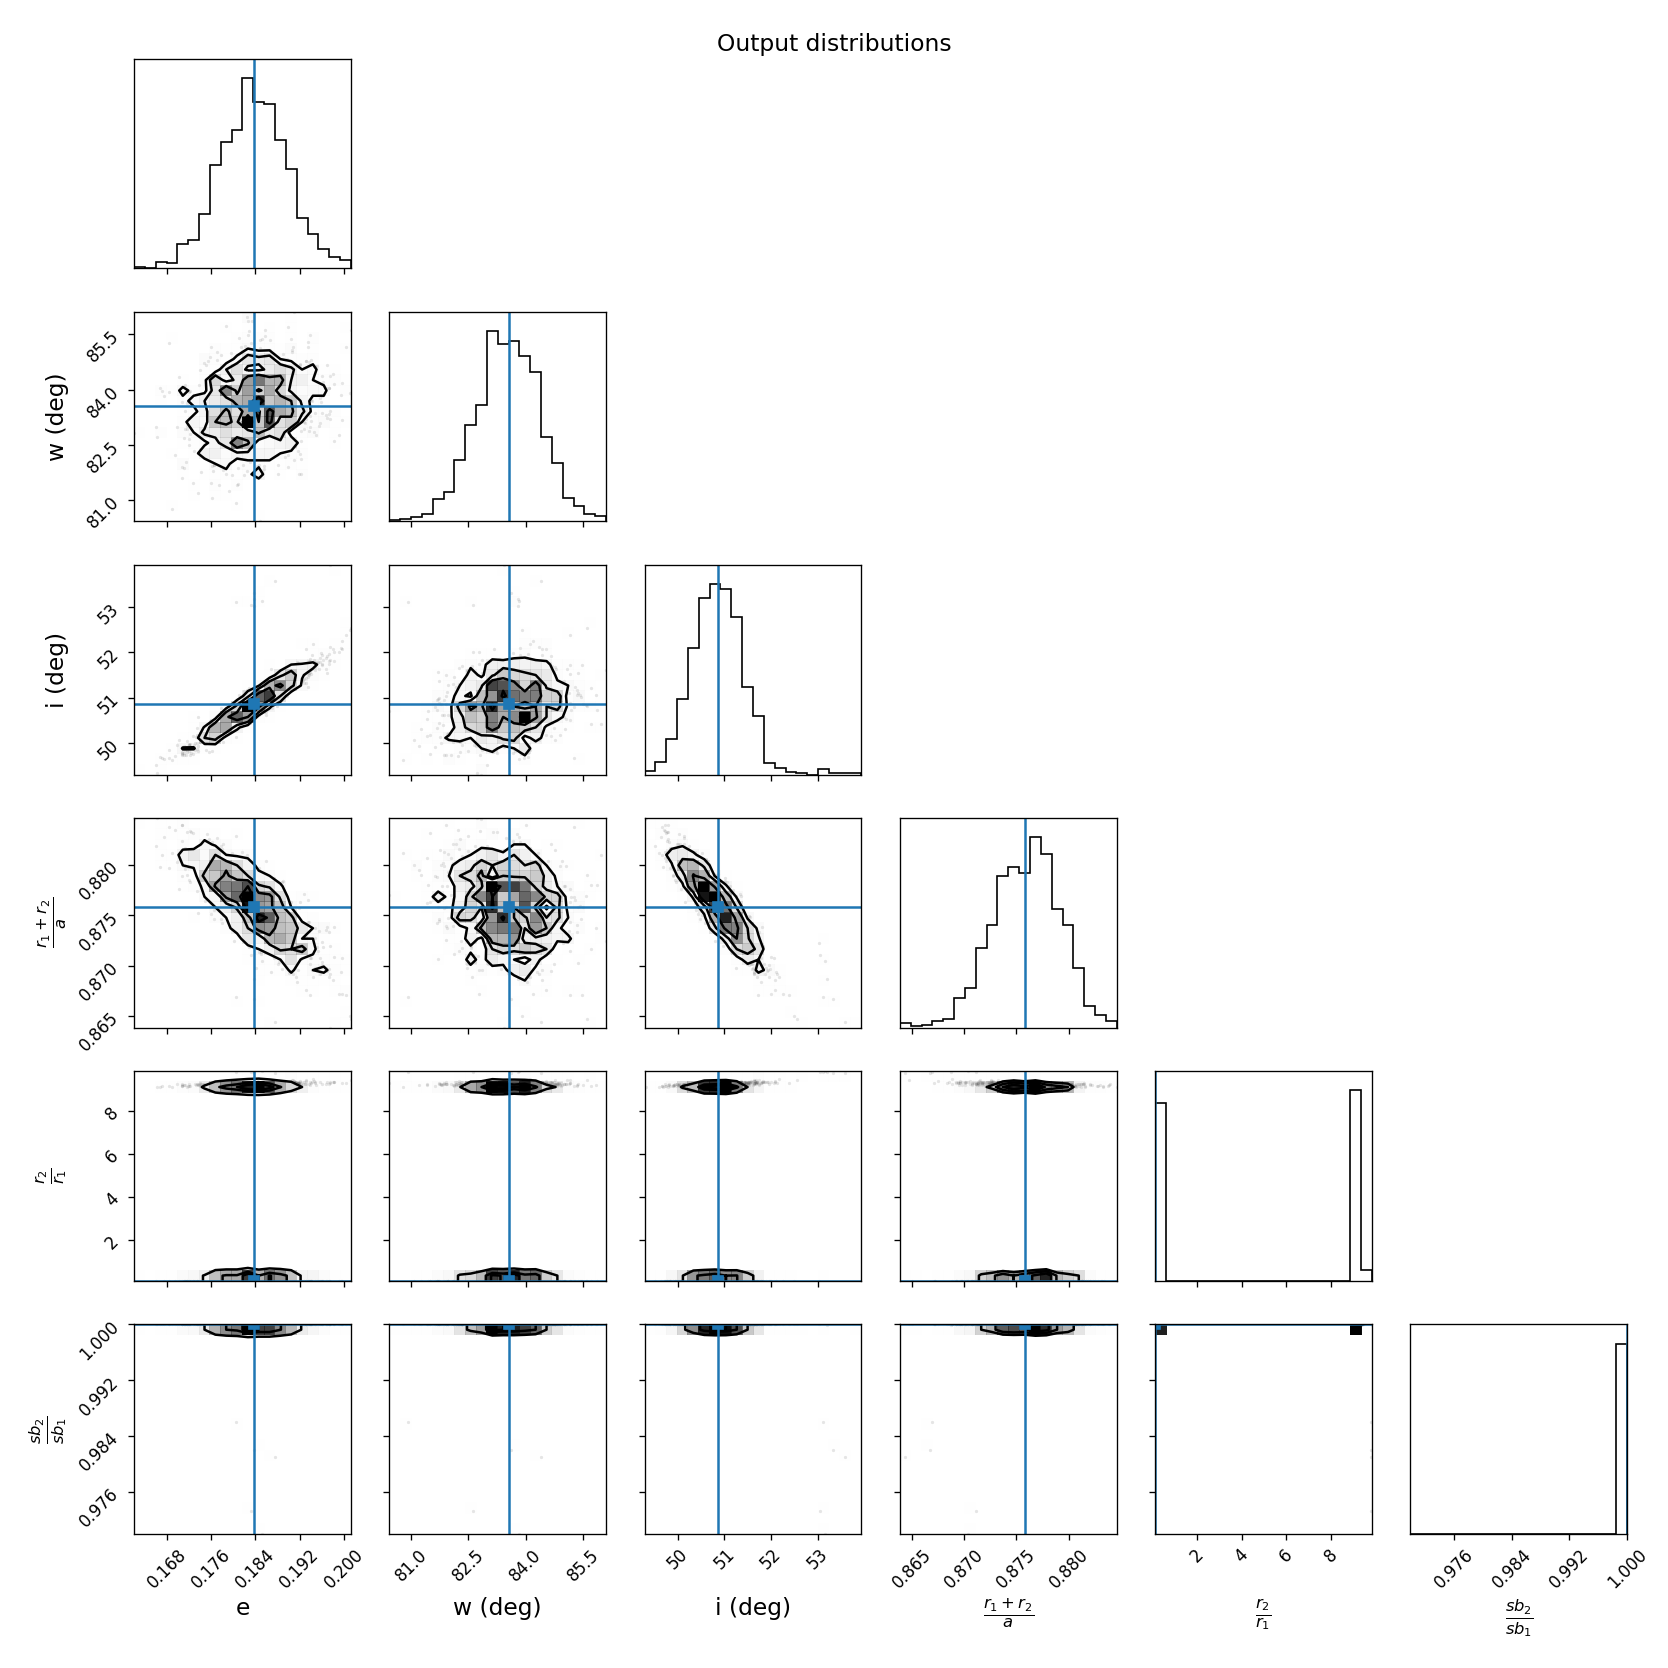 Output distributions
w (deg)
85.5
84.0
82.5
81.0
i (deg)
53
52
51
50
r₁ + r₂
a
0.880
0.875
0.870
0.865
r₂
r₁
8
6
4
2
sb₂
sb₁
1.000
0.992
0.984
0.976
0.168 0.176 0.184 0.192 0.200 81.0 82.5 84.0 85.5 50 51 52 53 0.865 0.870 0.875 0.880 2 4 6 8 0.976 0.984 0.992 1.000
e w (deg) i (deg) r₁ + r₂ r₂ sb₂
a r₁ sb₁